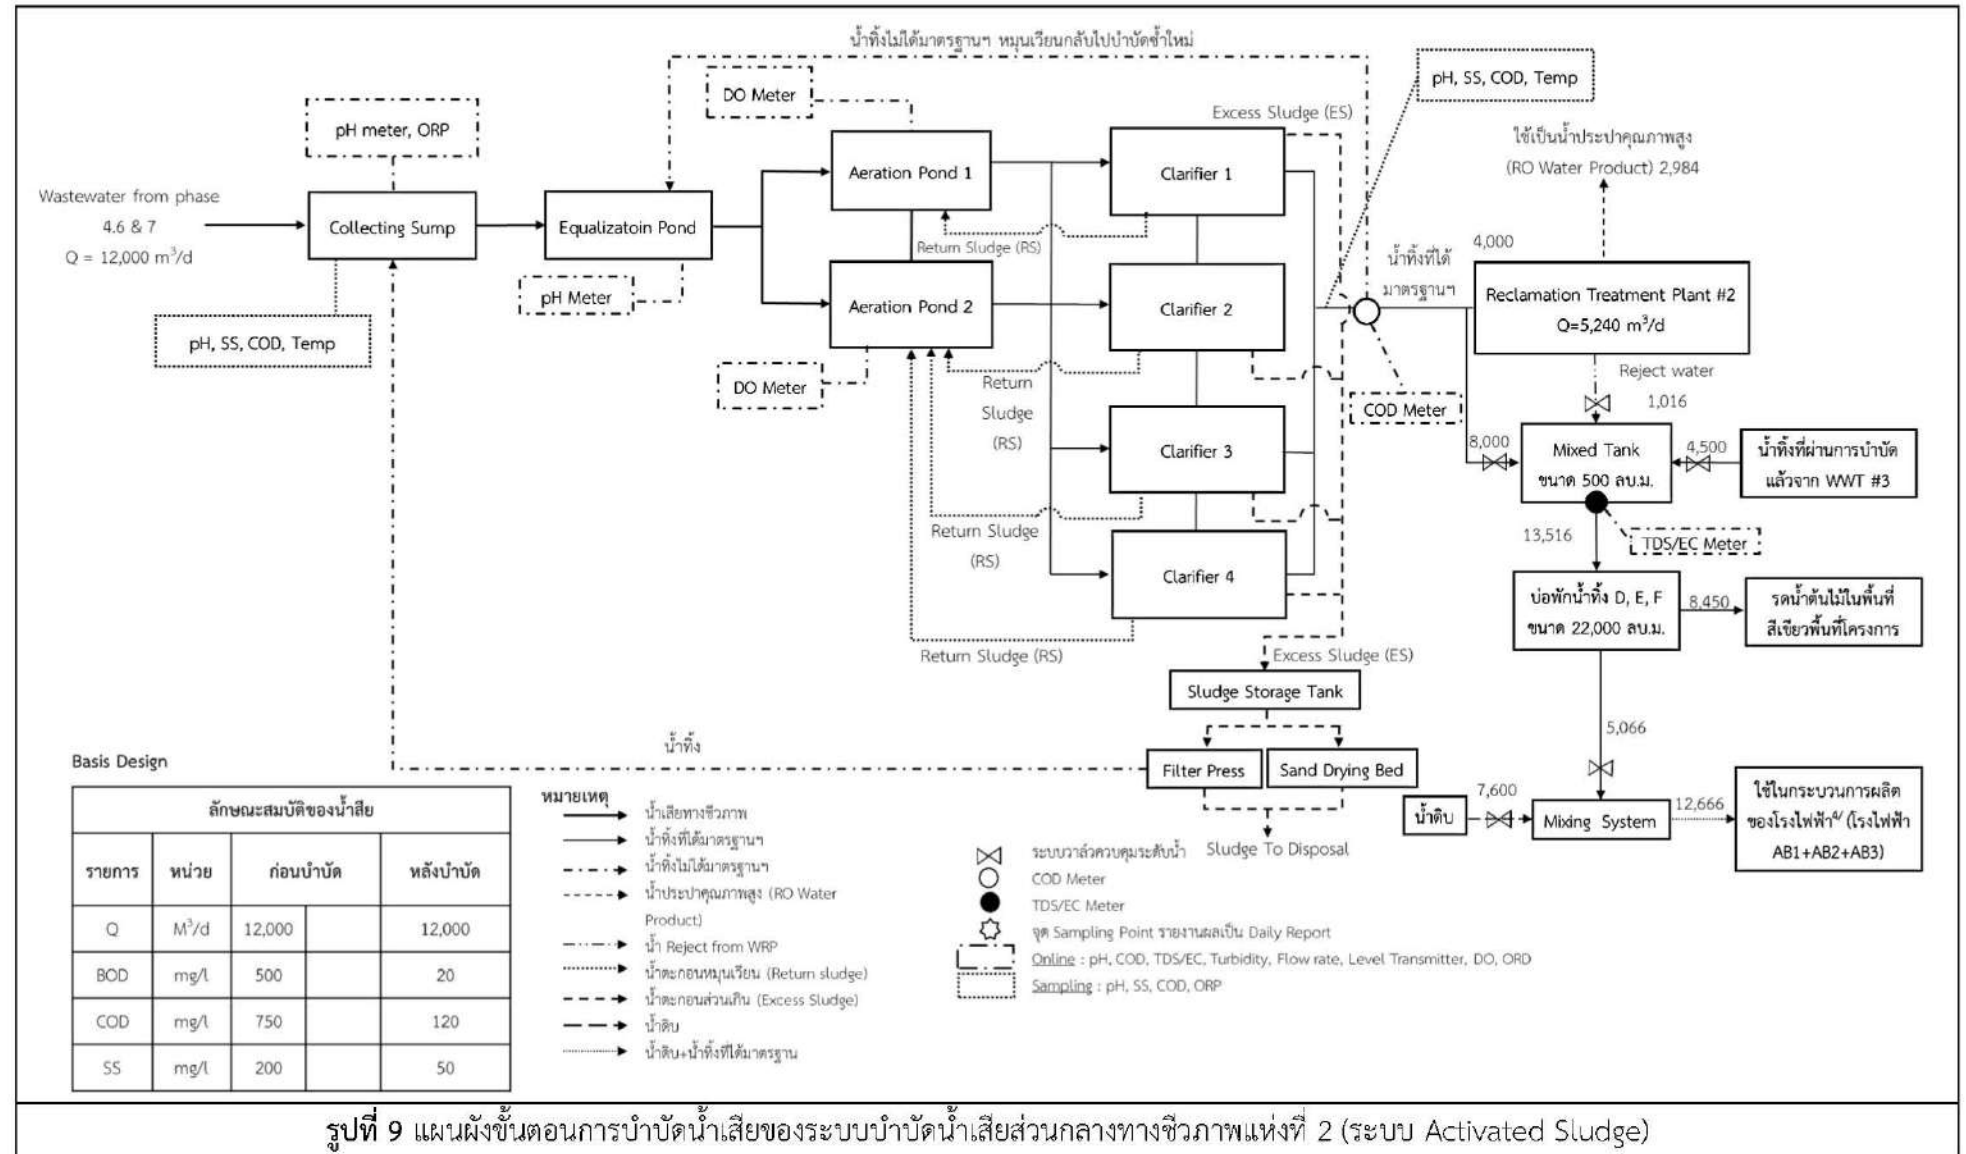 น้ำทิ้งไม่ได้มาตรฐานฯ หมุนเวียนกลับไปบำบัดซ้ำใหม่
pH, SS, COD, Temp
DO Meter
pH meter, ORP
Excess Sludge (ES)
ใช้เป็นน้ำประปาคุณภาพสูง
(RO Water Product) 2,984
Wastewater from phase
4.6 & 7
Q = 12,000 m³/d
Collecting Sump
Equalizatoin Pond
Aeration Pond 1
Clarifier 1
Return Sludge (RS)
pH Meter
Aeration Pond 2
Clarifier 2
น้ำทิ้งที่ได้
มาตรฐานฯ
4,000
Reclamation Treatment Plant #2
Q=5,240 m³/d
pH, SS, COD, Temp
DO Meter
Return
Sludge
(RS)
COD Meter
Reject water
1,016
Clarifier 3
8,000
Mixed Tank
ขนาด 500 ลบ.ม.
4,500
น้ำทิ้งที่ผ่านการบำบัด
แล้วจาก WWT #3
Return Sludge
(RS)
13,516
TDS/EC Meter
Clarifier 4
บ่อพักน้ำทิ้ง D, E, F
ขนาด 22,000 ลบ.ม.
8,450
รดน้ำต้นไม้ในพื้นที่
สีเขียวพื้นที่โครงการ
Return Sludge (RS)
Excess Sludge (ES)
Sludge Storage Tank
5,066
น้ำทิ้ง
Filter Press
Sand Drying Bed
Sludge To Disposal
น้ำดิบ
7,600
Mixing System
12,666
ใช้ในกระบวนการผลิต
ของโรงไฟฟ้า⁴/ (โรงไฟฟ้า
AB1+AB2+AB3)
Basis Design
ลักษณะสมบัติของน้ำสีย
รายการ หน่วย ก่อนบำบัด หลังบำบัด
Q M³/d 12,000 12,000
BOD mg/l 500 20
COD mg/l 750 120
SS mg/l 200 50
หมายเหตุ
น้ำเสียทางชีวภาพ
น้ำทิ้งที่ได้มาตรฐานฯ
น้ำทิ้งไม่ได้มาตรฐานฯ
น้ำประปาคุณภาพสูง (RO Water
Product)
น้ำ Reject from WRP
น้ำตะกอนหมุนเวียน (Return sludge)
น้ำตะกอนส่วนเกิน (Excess Sludge)
น้ำดิบ
น้ำดิบ+น้ำทิ้งที่ได้มาตรฐาน
ระบบวาล์วควบคุมระดับน้ำ
COD Meter
TDS/EC Meter
จุด Sampling Point รายงานผลเป็น Daily Report
Online : pH, COD, TDS/EC, Turbidity, Flow rate, Level Transmitter, DO, ORD
Sampling : pH, SS, COD, ORP
รูปที่ 9 แผนผังขั้นตอนการบำบัดน้ำเสียของระบบบำบัดน้ำเสียส่วนกลางทางชีวภาพแห่งที่ 2 (ระบบ Activated Sludge)